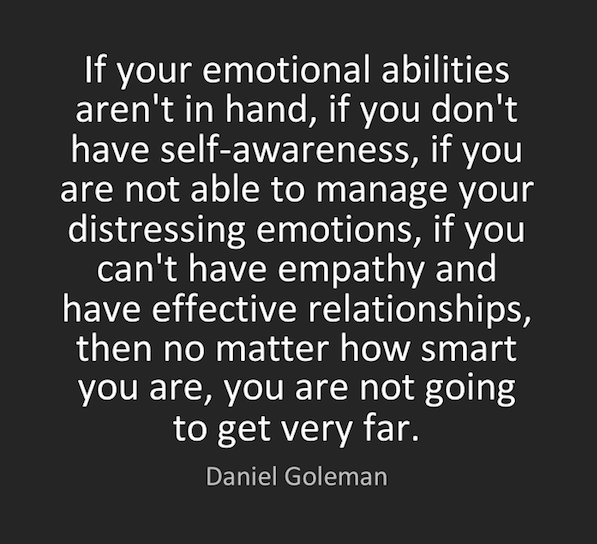 If your emotional abilities
aren't in hand, if you don't
have self-awareness, if you
are not able to manage your
distressing emotions, if you
can't have empathy and
have effective relationships,
then no matter how smart
you are, you are not going
to get very far.
Daniel Goleman